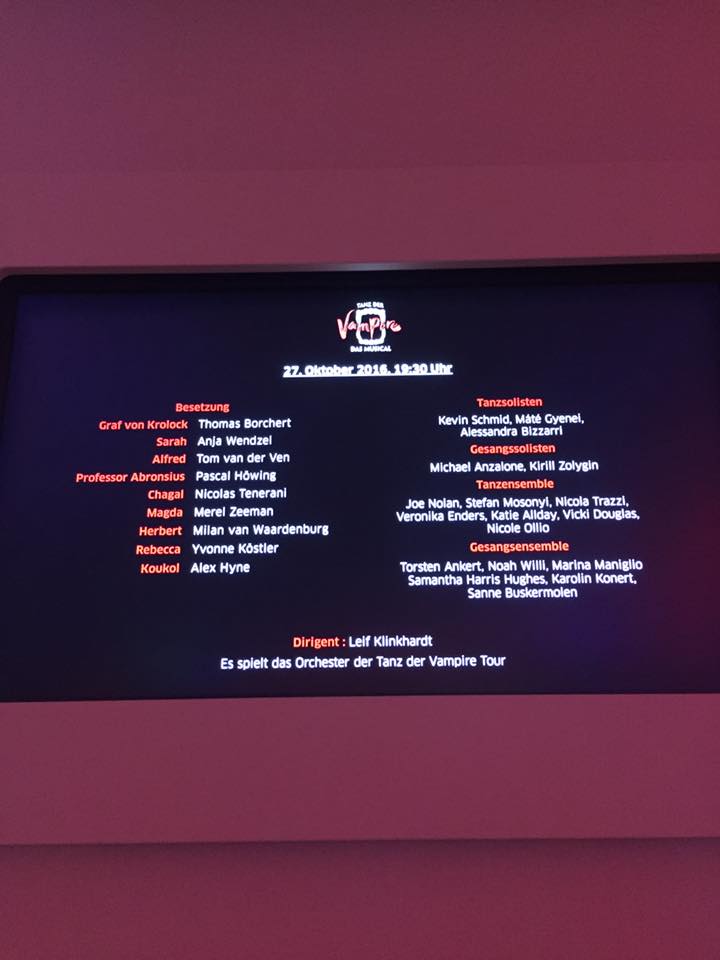 TANZ DER
Vampire
DAS MUSICAL
27. Oktober 2016, 19:30 Uhr
Besetzung
Graf von Krolock Thomas Borchert
Sarah Anja Wendzel
Alfred Tom van der Ven
Professor Abronsius Pascal Höwing
Chagal Nicolas Tenerani
Magda Merel Zeeman
Herbert Milan van Waardenburg
Rebecca Yvonne Köstler
Koukol Alex Hyne
Tanzsolisten
Kevin Schmid, Máté Gyenei,
Alessandra Bizzarri
Gesangssolisten
Michael Anzalone, Kirill Zolygin
Tanzensemble
Joe Nolan, Stefan Mosonyi, Nicola Trazzi,
Veronika Enders, Katie Allday, Vicki Douglas,
Nicole Ollio
Gesangsensemble
Torsten Ankert, Noah Willi, Marina Maniglio
Samantha Harris Hughes, Karolin Konert,
Sanne Buskermolen
Dirigent : Leif Klinkhardt
Es spielt das Orchester der Tanz der Vampire Tour